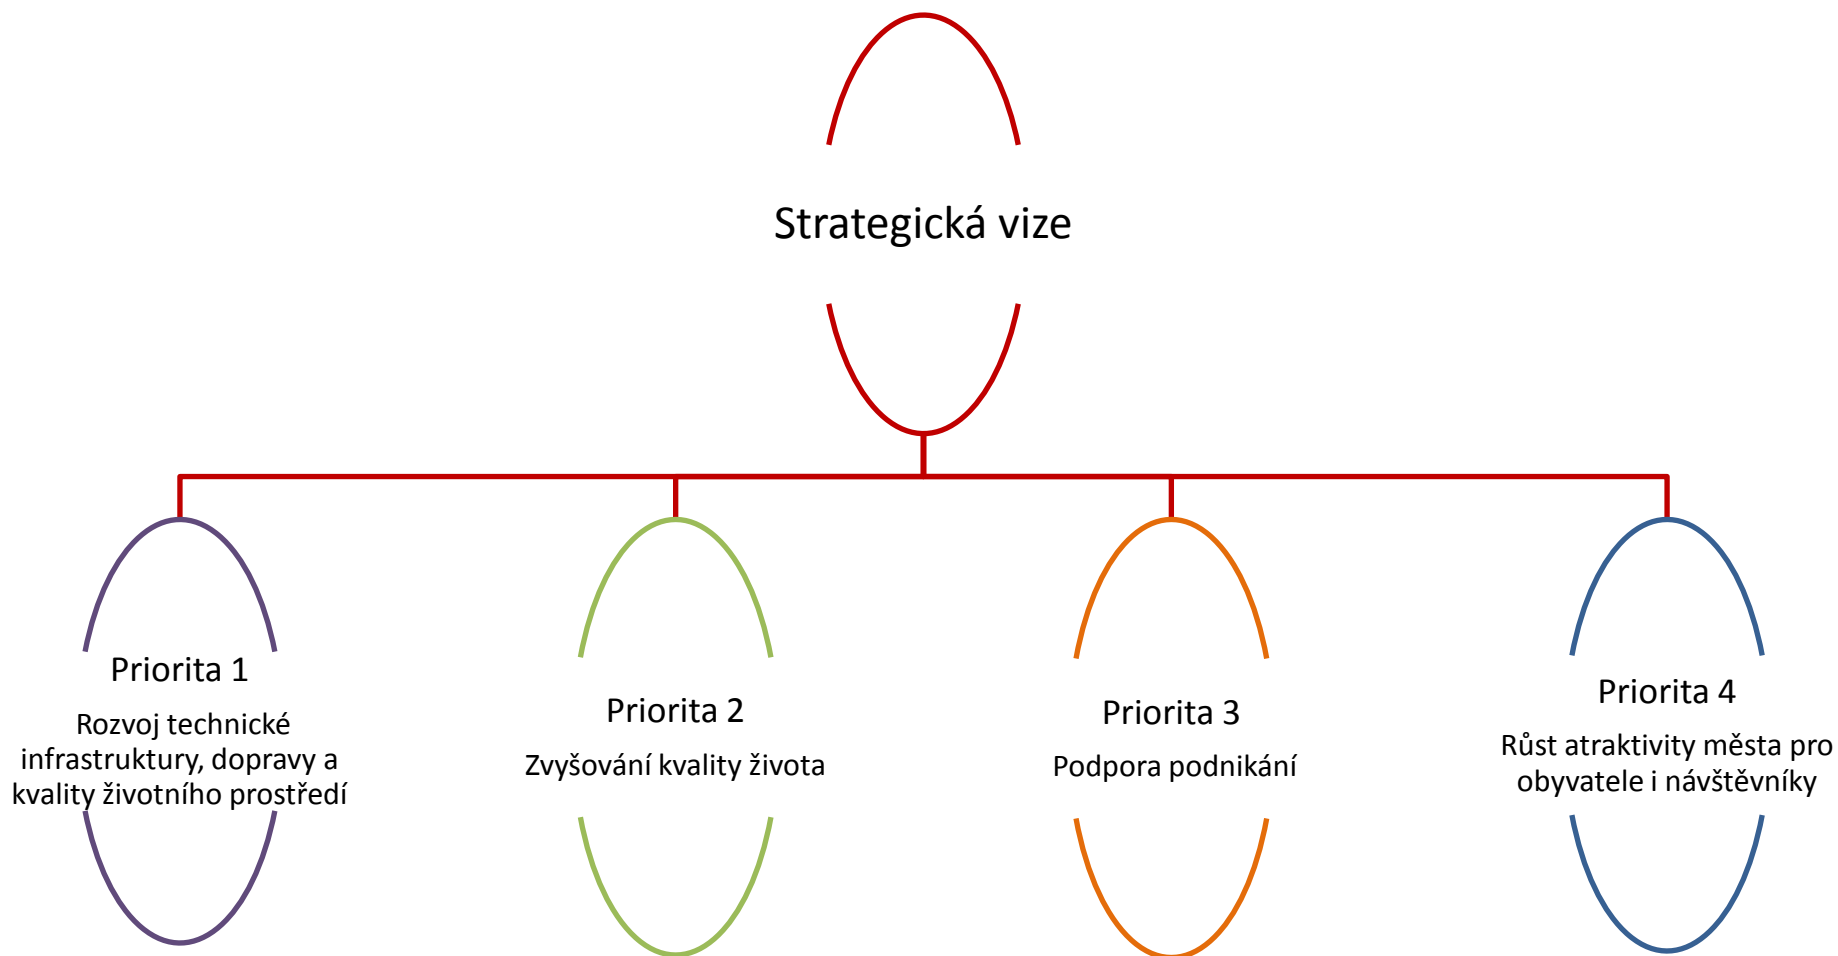 Strategická vize
Priorita 1
Rozvoj technické
infrastruktury, dopravy a
kvality životního prostředí
Priorita 2
Zvyšování kvality života
Priorita 3
Podpora podnikání
Priorita 4
Růst atraktivity města pro
obyvatele i návštěvníky